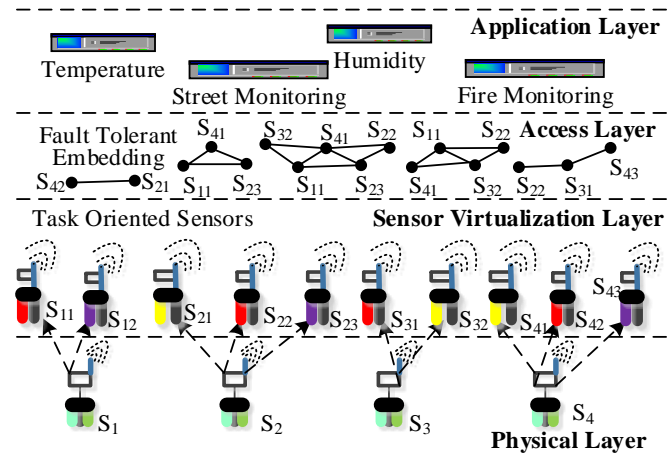 Application Layer
Temperature
Humidity
Street Monitoring
Fire Monitoring
Access Layer
Fault Tolerant
Embedding
S42 S21
S41
S11 S23
S32 S41 S22
S11 S23
S11 S22
S41 S32
S22 S31 S43
Task Oriented Sensors
Sensor Virtualization Layer
S11 S12 S21 S22 S23 S31 S32 S41 S42 S43
S1 S2 S3 S4
Physical Layer